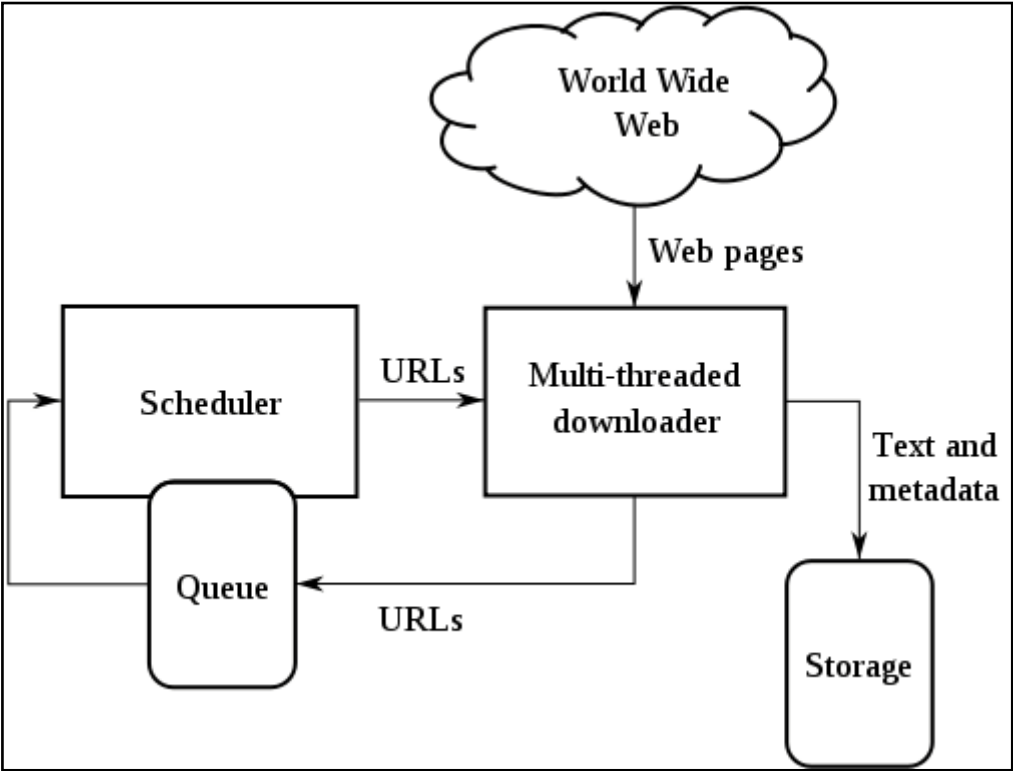 World Wide
Web
Web pages
Scheduler
URLs
Multi-threaded
downloader
Text and
metadata
Queue
URLs
Storage